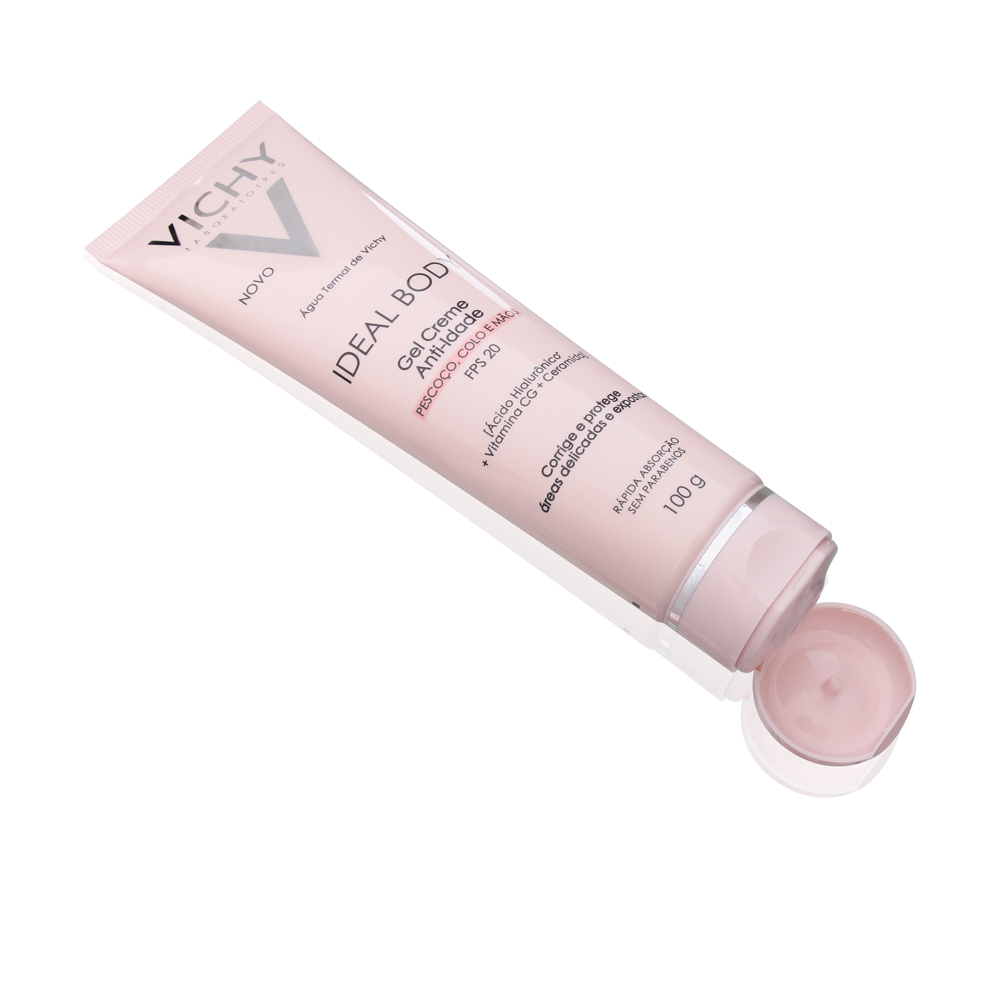 VICHY
LABORATOIRES
NOVO
Água Termal de Vichy
IDEAL BODY
Gel Creme
Anti-Idade
PESCOÇO, COLO E MÃOS
FPS 20
[Ácido Hialurônico
+ Vitamina CG + Ceramida]
Corrige e protege
áreas delicadas e expostas
RÁPIDA ABSORÇÃO
SEM PARABENOS
100 g